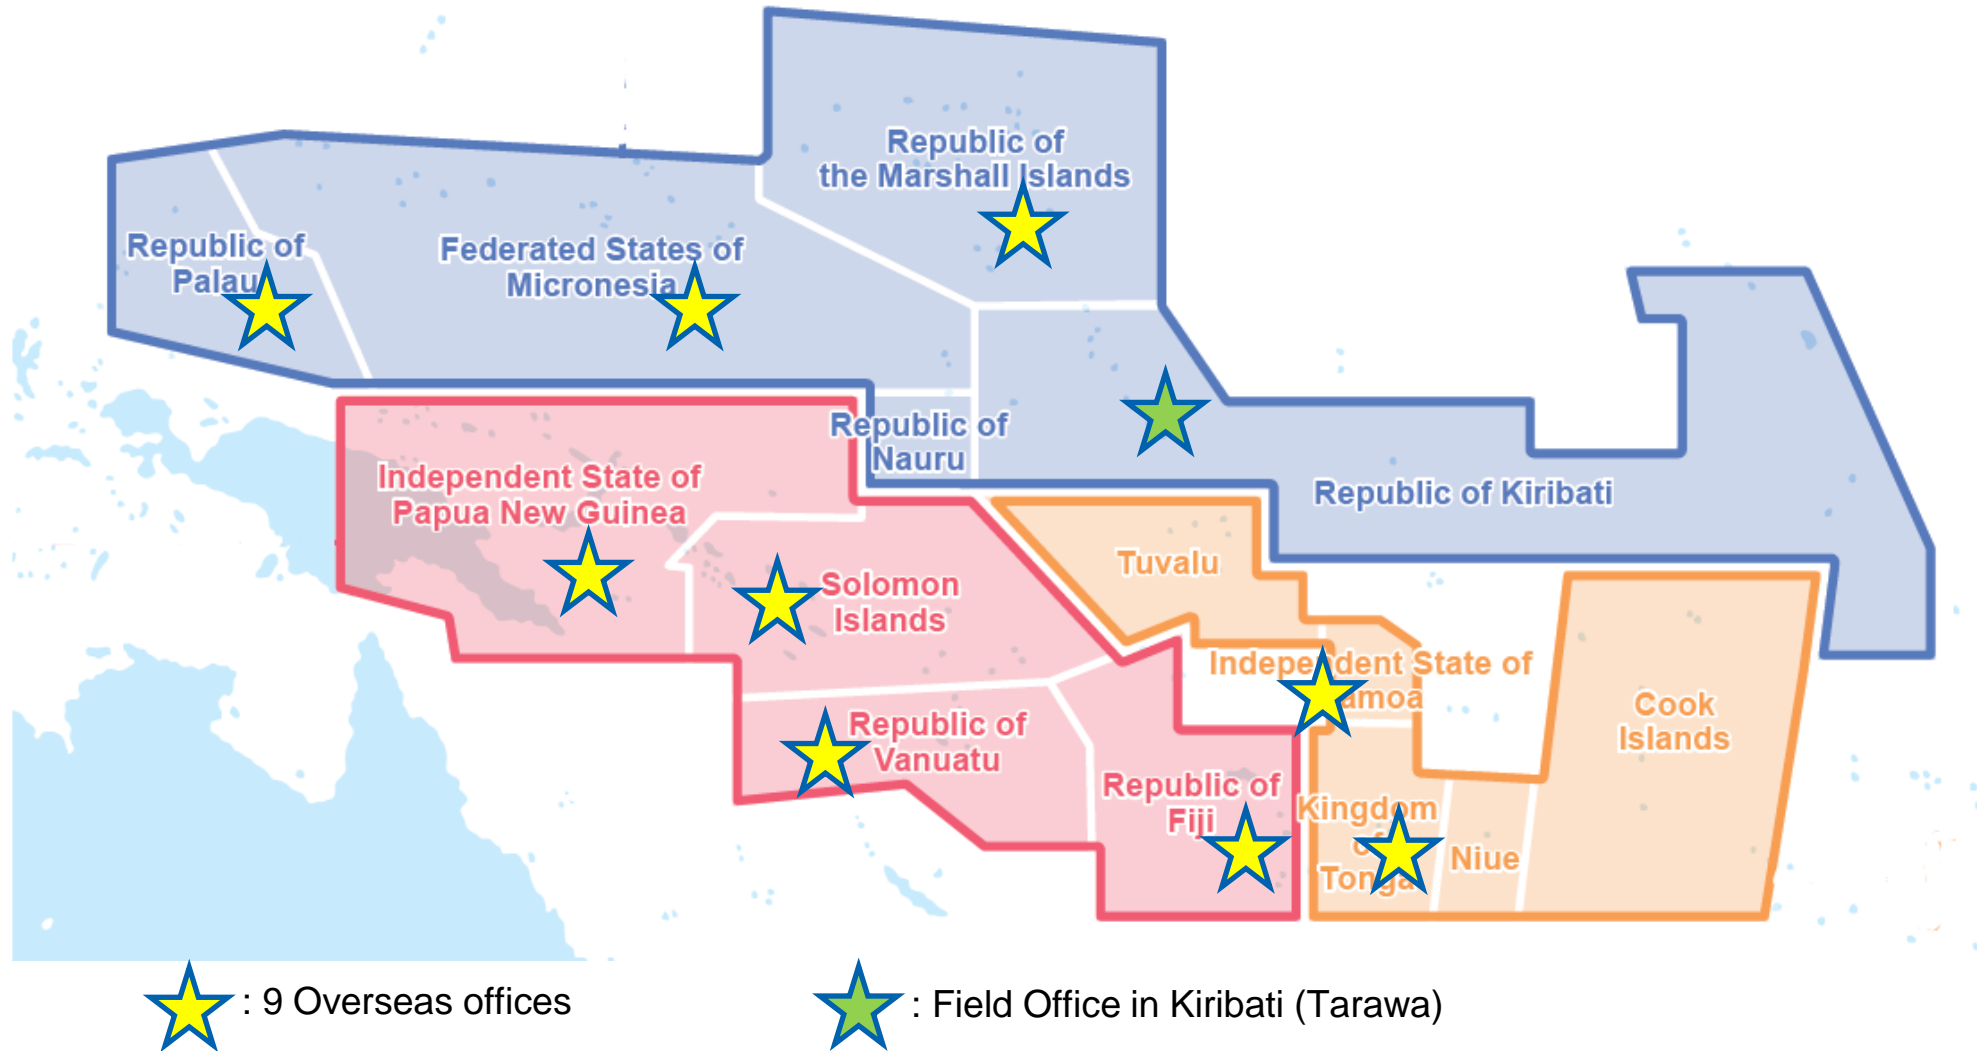 Republic of
the Marshall Islands
Republic of
Palau
Federated States of
Micronesia
Republic of
Nauru
Republic of Kiribati
Independent State of
Papua New Guinea
Solomon
Islands
Tuvalu
Independent State of
amoa
Cook
Islands
Republic of
Vanuatu
Republic of
Fiji
Kingdom
of
Tonga
Niue
: 9 Overseas offices
: Field Office in Kiribati (Tarawa)